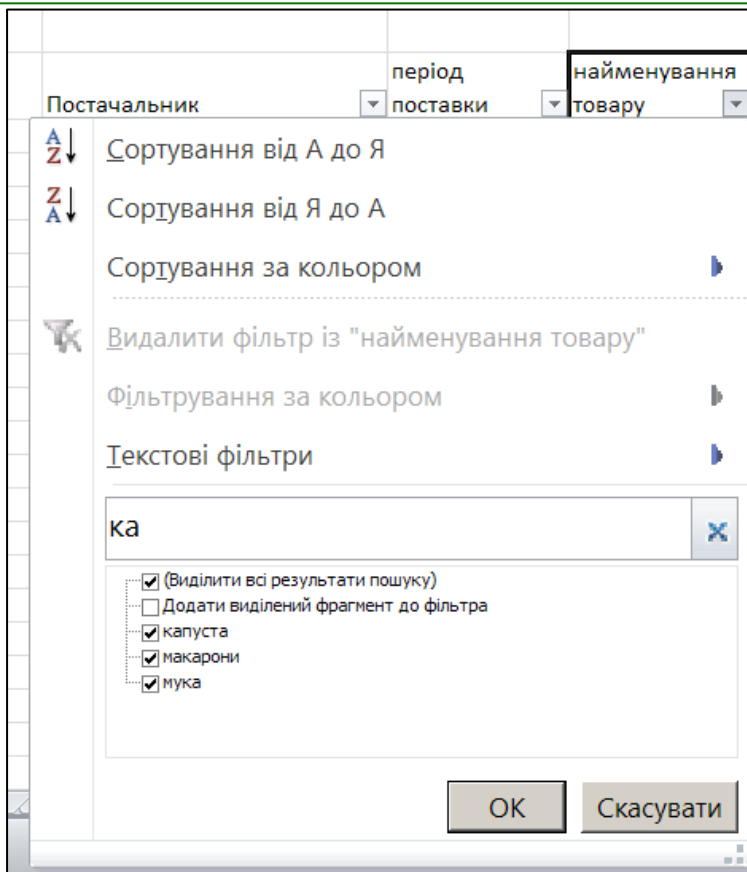 період найменування
Постачальник поставки товару
Сортування від А до Я
Сортування від Я до А
Сортування за кольором
Видалити фільтр із "найменування товару"
Фільтрування за кольором
Текстові фільтри
ка
(Виділити всі результати пошуку)
Додати виділений фрагмент до фільтра
капуста
макарони
мука
ОК Скасувати